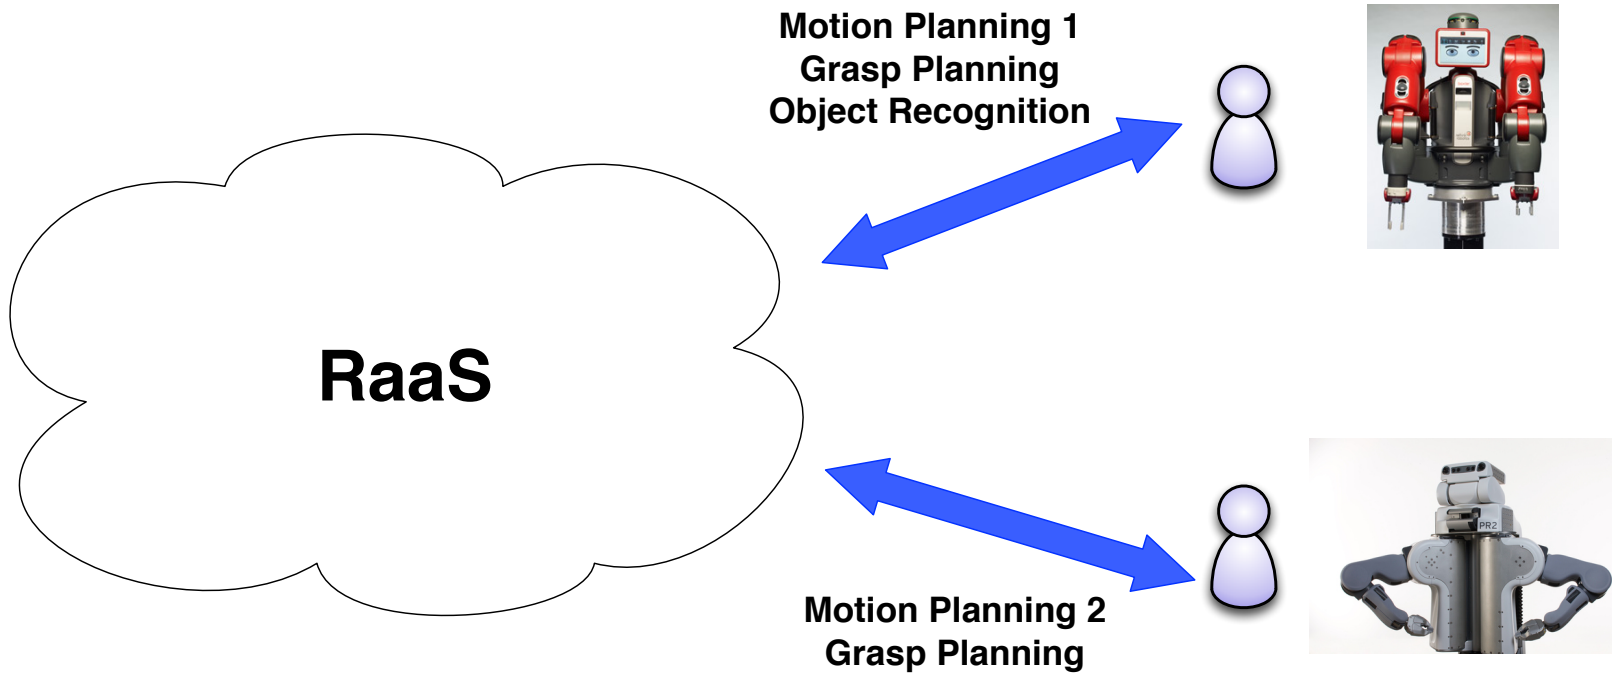 Motion Planning 1
Grasp Planning
Object Recognition
RaaS
PR2
Motion Planning 2
Grasp Planning